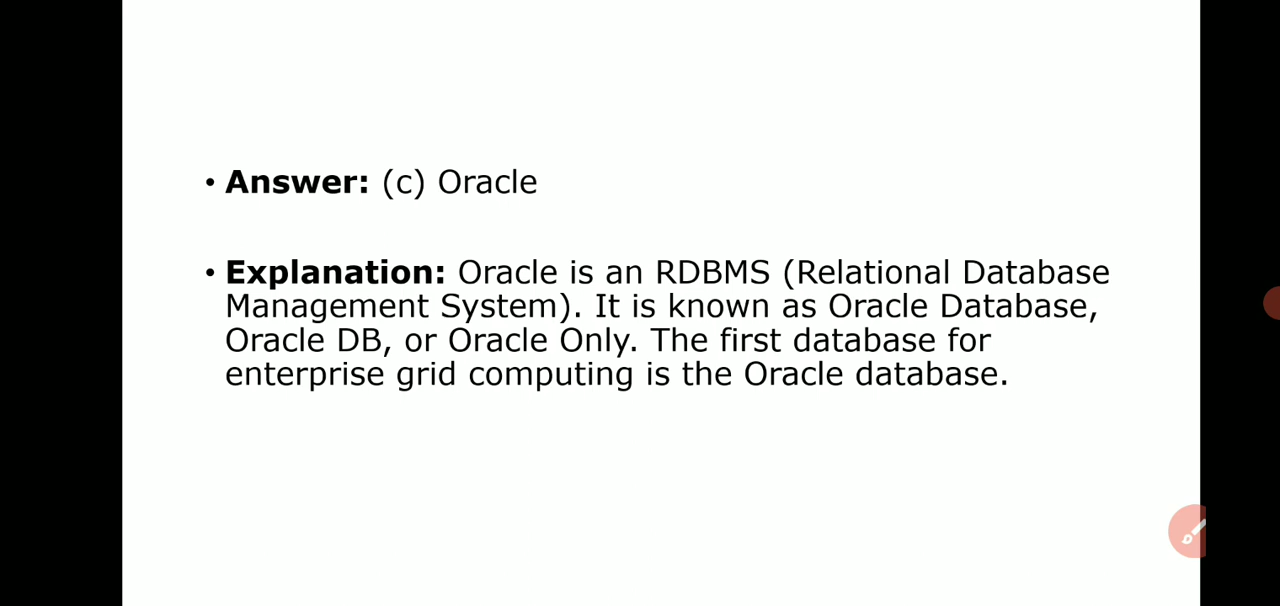 • Answer: (c) Oracle
• Explanation: Oracle is an RDBMS (Relational Database
Management System). It is known as Oracle Database,
Oracle DB, or Oracle Only. The first database for
enterprise grid computing is the Oracle database.